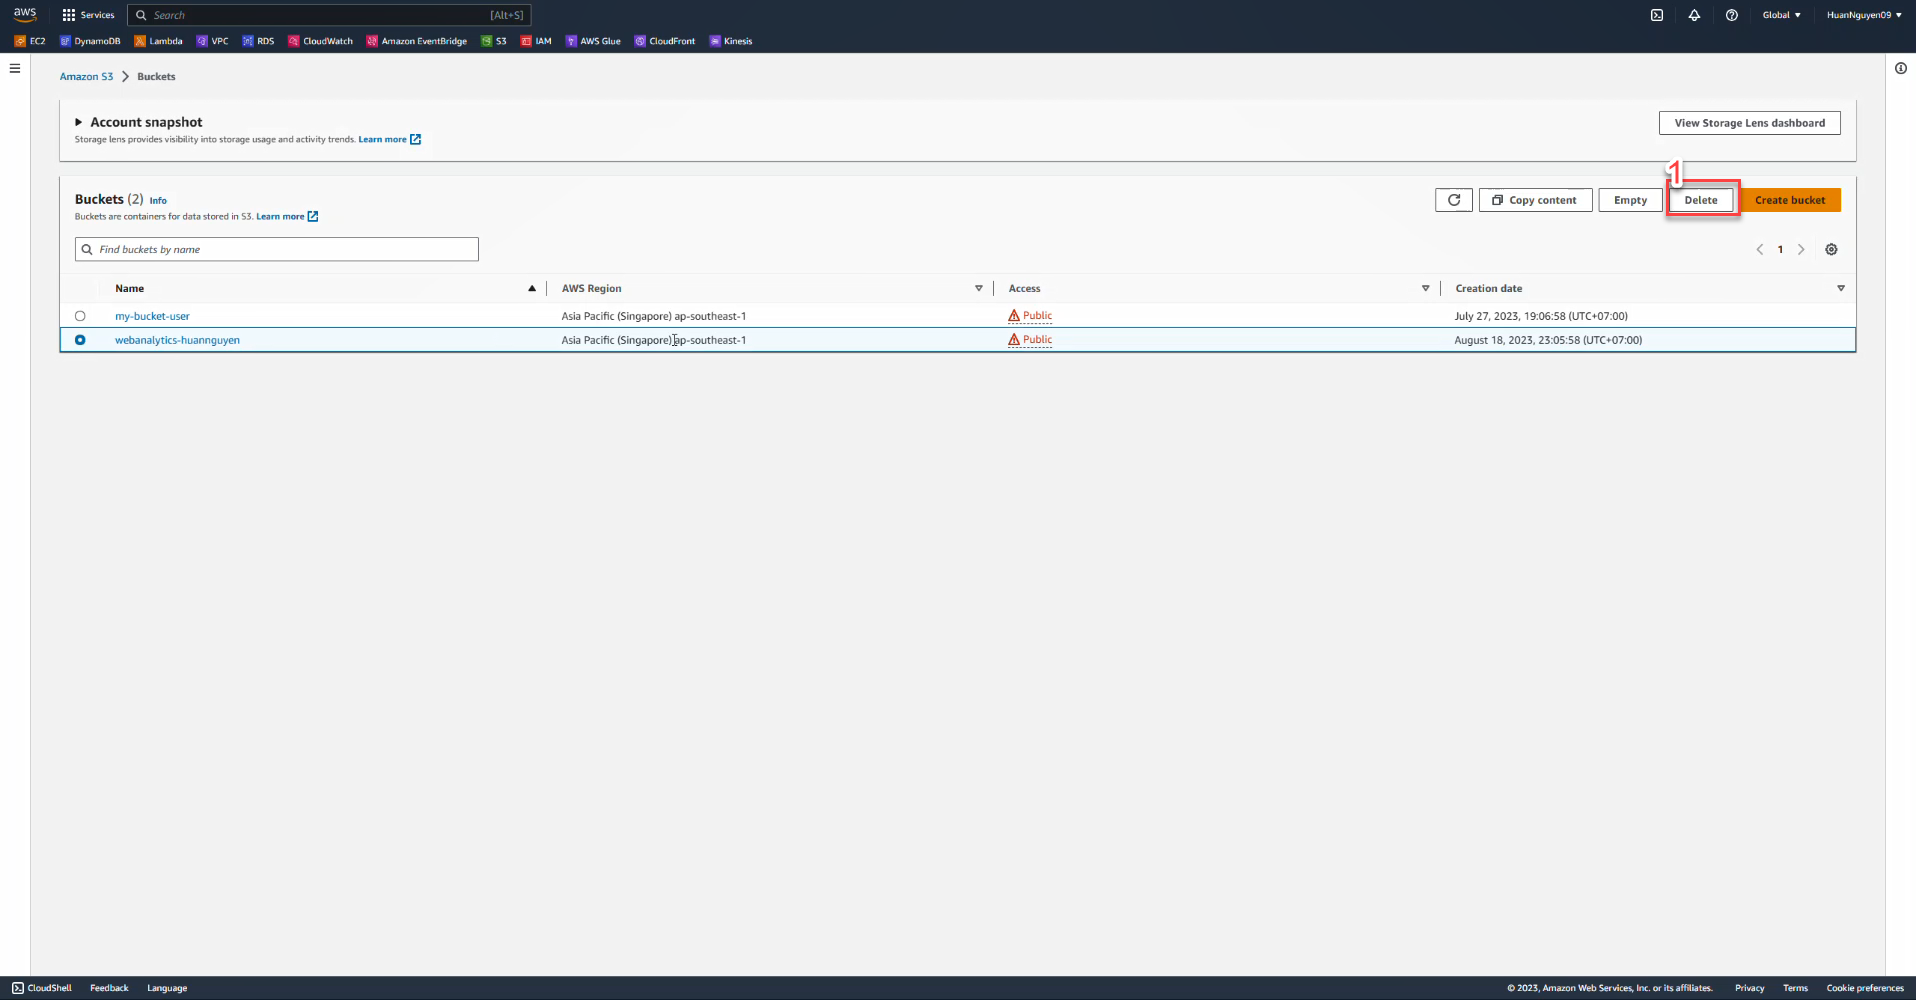 aws Services Search [Alt+S] Global HuanNguyen09
EC2 DynamoDB Lambda VPC RDS CloudWatch Amazon EventBridge S3 IAM AWS Glue CloudFront Kinesis
Amazon S3 > Buckets
Account snapshot
View Storage Lens dashboard
Storage lens provides visibility into storage usage and activity trends. Learn more
1
Buckets (2) Info
Copy content Empty Delete Create bucket
Buckets are containers for data stored in S3. Learn more
Find buckets by name
1
Name AWS Region Access Creation date
my-bucket-user Asia Pacific (Singapore) ap-southeast-1 Public July 27, 2023, 19:06:58 (UTC+07:00)
webanalytics-huannguyen Asia Pacific (Singapore) ap-southeast-1 Public August 18, 2023, 23:05:58 (UTC+07:00)
CloudShell Feedback Language © 2023, Amazon Web Services, Inc. or its affiliates. Privacy Terms Cookie preferences